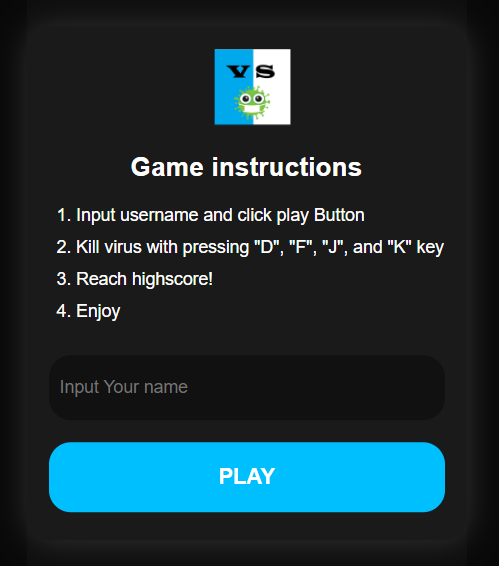 V S
Game instructions
1. Input username and click play Button
2. Kill virus with pressing "D", "F", "J", and "K" key
3. Reach highscore!
4. Enjoy
Input Your name
PLAY